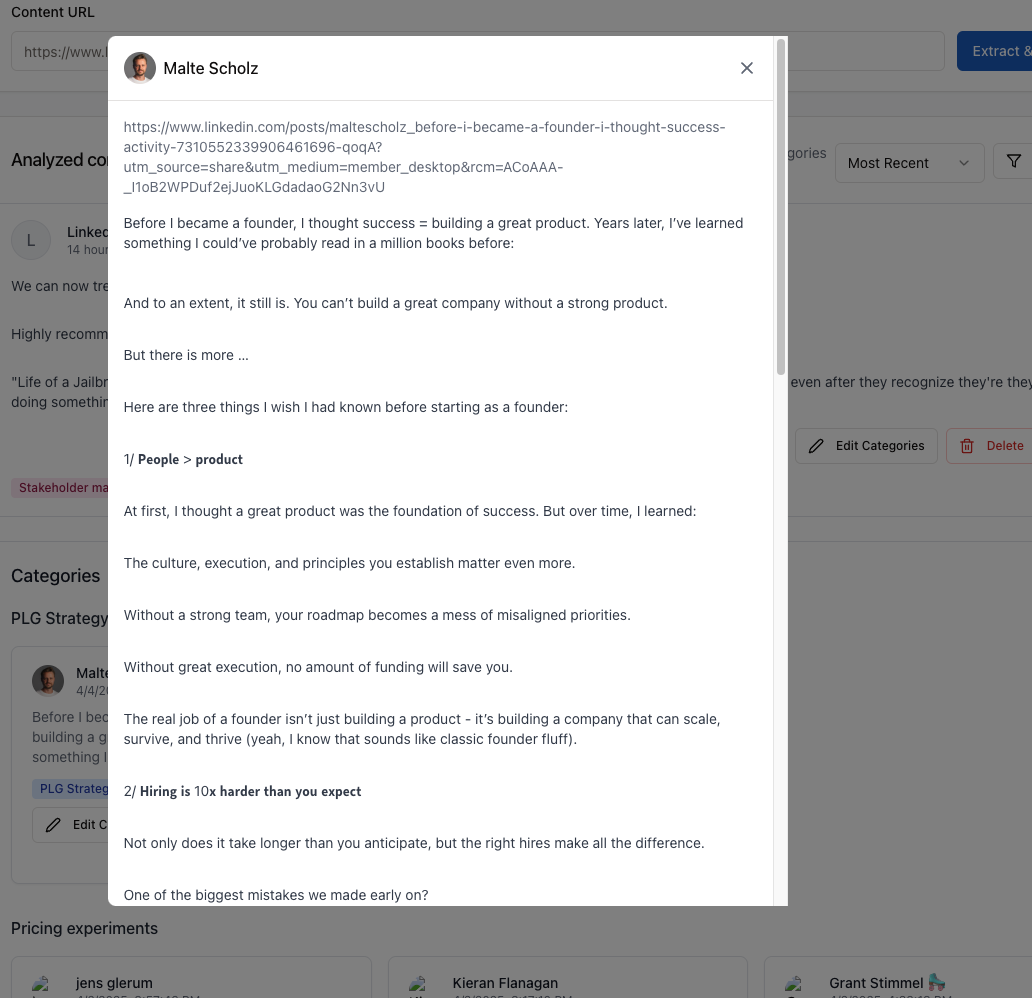 Content URL
https://www.l
Extract &
Malte Scholz
https://www.linkedin.com/posts/maltescholz_before-i-became-a-founder-i-thought-success-
activity-7310552339906461696-qoqA?
utm_source=share&utm_medium=member_desktop&rcm=ACoAAA-
_l1oB2WPDuf2ejJuoKLGdadaoG2Nn3vU
Before I became a founder, I thought success = building a great product. Years later, I’ve learned
something I could’ve probably read in a million books before:
And to an extent, it still is. You can’t build a great company without a strong product.
But there is more …
Here are three things I wish I had known before starting as a founder:
1/ People > product
At first, I thought a great product was the foundation of success. But over time, I learned:
The culture, execution, and principles you establish matter even more.
Without a strong team, your roadmap becomes a mess of misaligned priorities.
Without great execution, no amount of funding will save you.
The real job of a founder isn’t just building a product - it’s building a company that can scale,
survive, and thrive (yeah, I know that sounds like classic founder fluff).
2/ Hiring is 10x harder than you expect
Not only does it take longer than you anticipate, but the right hires make all the difference.
One of the biggest mistakes we made early on?
Analyzed co
gories
Most Recent
L
Linked
14 hour
We can now tre
Highly recomm
"Life of a Jailbr
even after they recognize they're they
doing somethin
Edit Categories
Delete
Stakeholder ma
Categories
PLG Strategy
Malte
4/4/20
Before I bec
building a g
something I
PLG Strateg
Edit C
Pricing experiments
jens glerum
Kieran Flanagan
Grant Stimmel 🛼